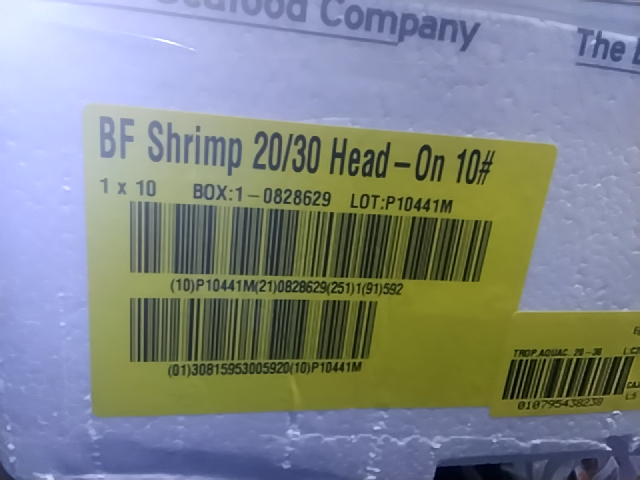 Seafood Company
The
BF Shrimp 20/30 Head-On 10#
1 x 10 BOX:1-0828629 LOT:P10441M
(10)P10441M(21)0828629(251)1(91)592
(01)30815953005920(10)P10441M
TROP.AQUAC. 20-30
010795438238